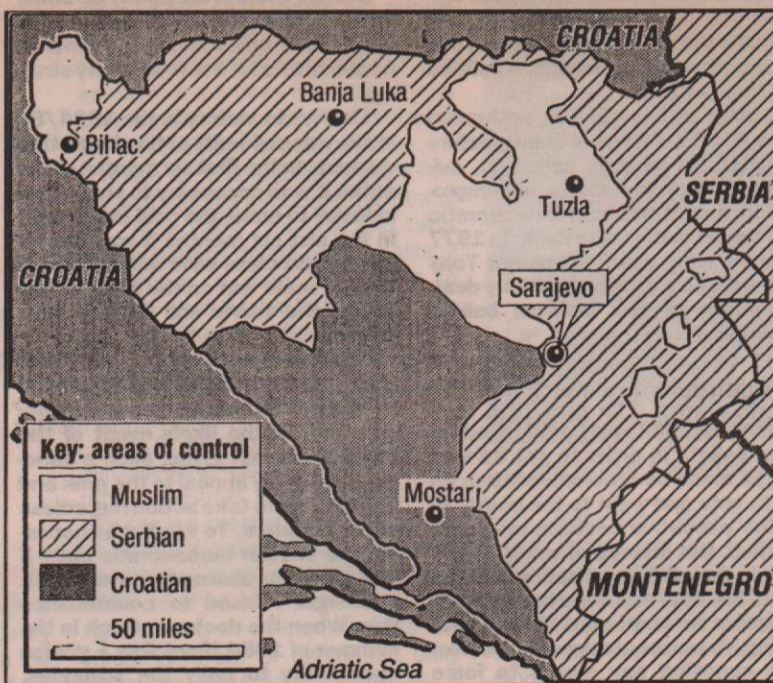 CROATIA
Banja Luka
Bihac
Tuzla
SERBIA
CROATIA
Sarajevo
Key: areas of control
Muslim
Serbian
Croatian
50 miles
Mostar
MONTENEGRO
Adriatic Sea